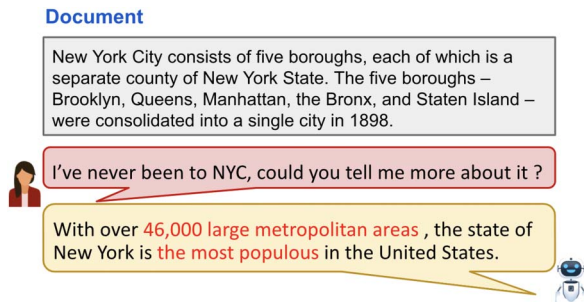 Document
New York City consists of five boroughs, each of which is a
separate county of New York State. The five boroughs –
Brooklyn, Queens, Manhattan, the Bronx, and Staten Island –
were consolidated into a single city in 1898.
I’ve never been to NYC, could you tell me more about it ?
With over 46,000 large metropolitan areas , the state of
New York is the most populous in the United States.